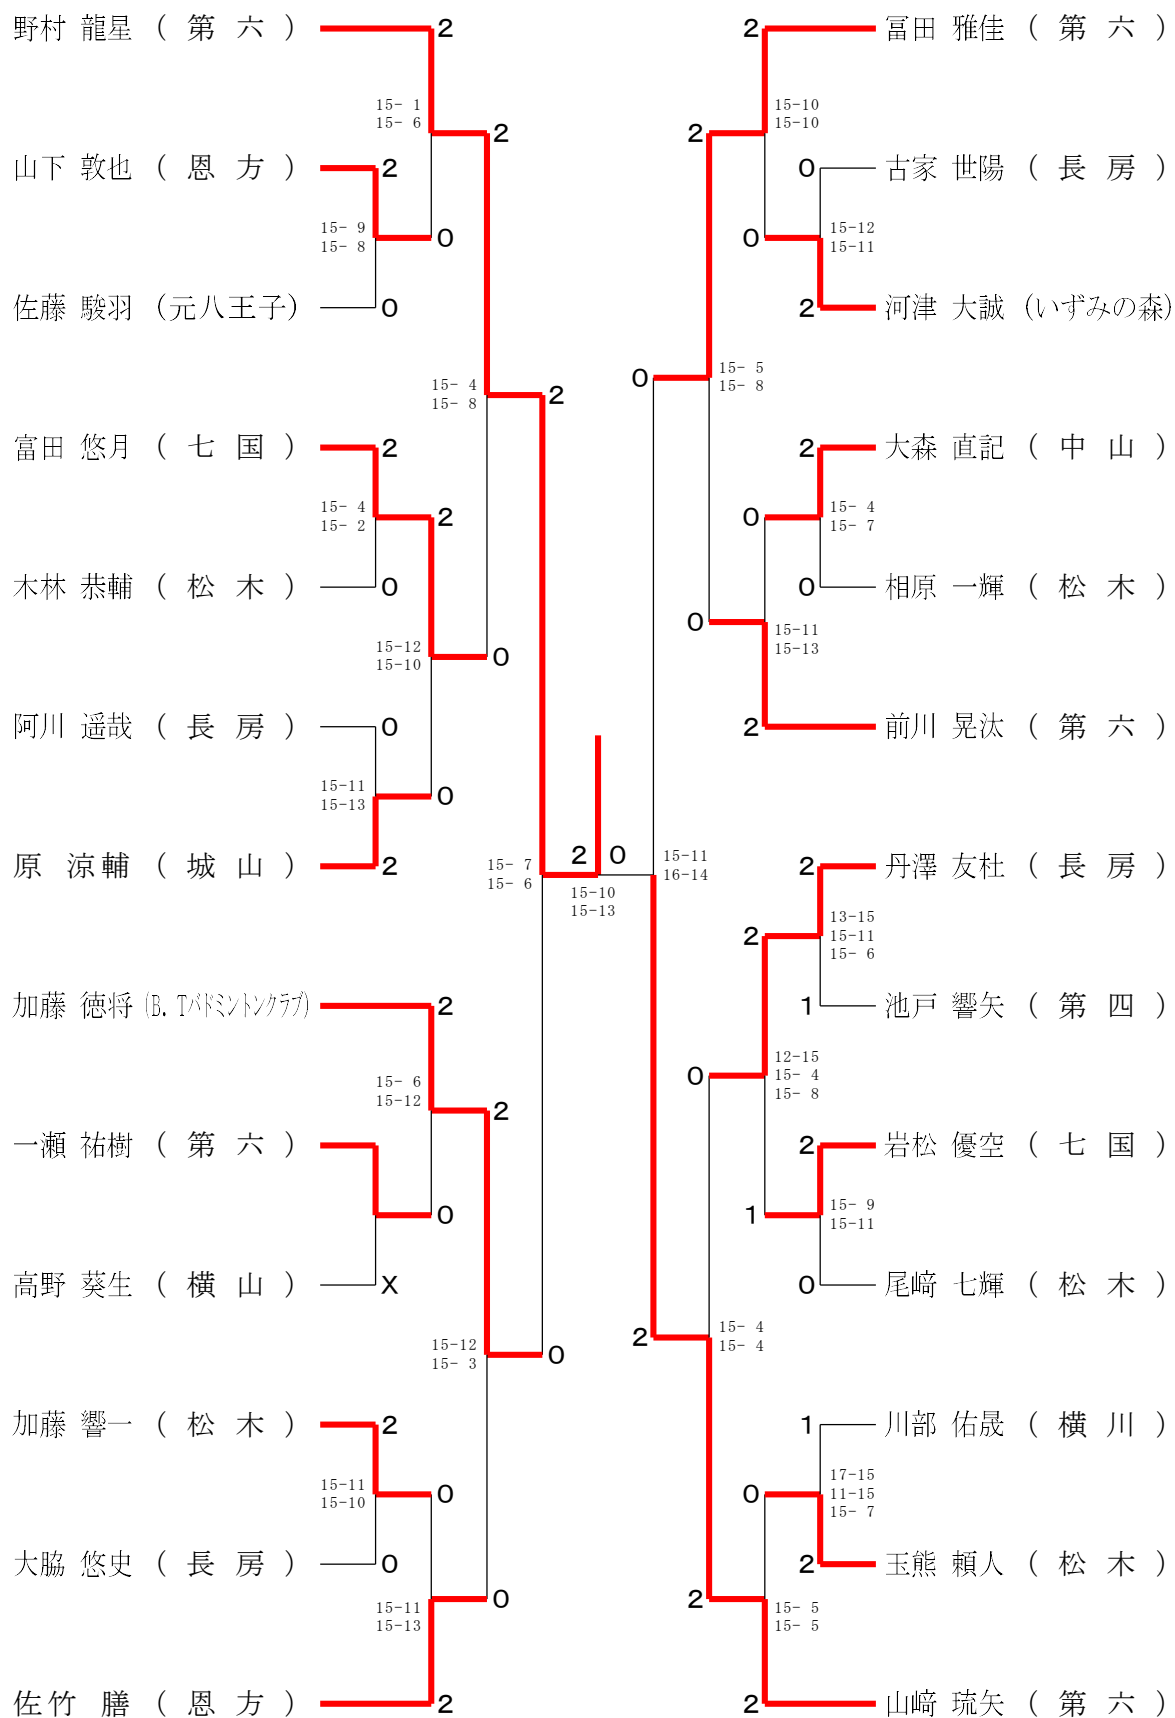 野村 龍星 ( 第 六 ) 2
15- 1
15- 6
2
山下 敦也 ( 恩 方 ) 2
15- 9
15- 8
0
佐藤 駿羽 (元八王子) 0
15- 4
15- 8
2
富田 悠月 ( 七 国 ) 2
15- 4
15- 2
2
木林 恭輔 ( 松 木 ) 0
15-12
15-10
0
阿川 遥哉 ( 長 房 ) 0
15-11
15-13
0
原 涼輔 ( 城 山 ) 2
15- 7
15- 6
2 0
15-10
15-13
加藤 徳将 (B.Tバドミントンクラブ) 2
15- 6
15-12
2
一瀬 祐樹 ( 第 六 )
0
高野 葵生 ( 横 山 ) X
15-12
15- 3
0
加藤 響一 ( 松 木 ) 2
15-11
15-10
0
大脇 悠史 ( 長 房 ) 0
15-11
15-13
0
佐竹 膳 ( 恩 方 ) 2
2 冨田 雅佳 ( 第 六 )
15-10
15-10
2
0 古家 世陽 ( 長 房 )
15-12
15-11
0
2 河津 大誠 (いずみの森)
0
15- 5
15- 8
2 大森 直記 ( 中 山 )
15- 4
15- 7
0
0 相原 一輝 ( 松 木 )
0
15-11
15-13
2 前川 晃汰 ( 第 六 )
15-11
16-14
2 丹澤 友杜 ( 長 房 )
13-15
15-11
15- 6
2
1 池戸 響矢 ( 第 四 )
0
12-15
15- 4
15- 8
2 岩松 優空 ( 七 国 )
15- 9
15-11
1
0 尾﨑 七輝 ( 松 木 )
2
15- 4
15- 4
1 川部 佑晟 ( 横 川 )
17-15
11-15
15- 7
0
2 玉熊 頼人 ( 松 木 )
2
15- 5
15- 5
2 山﨑 琉矢 ( 第 六 )